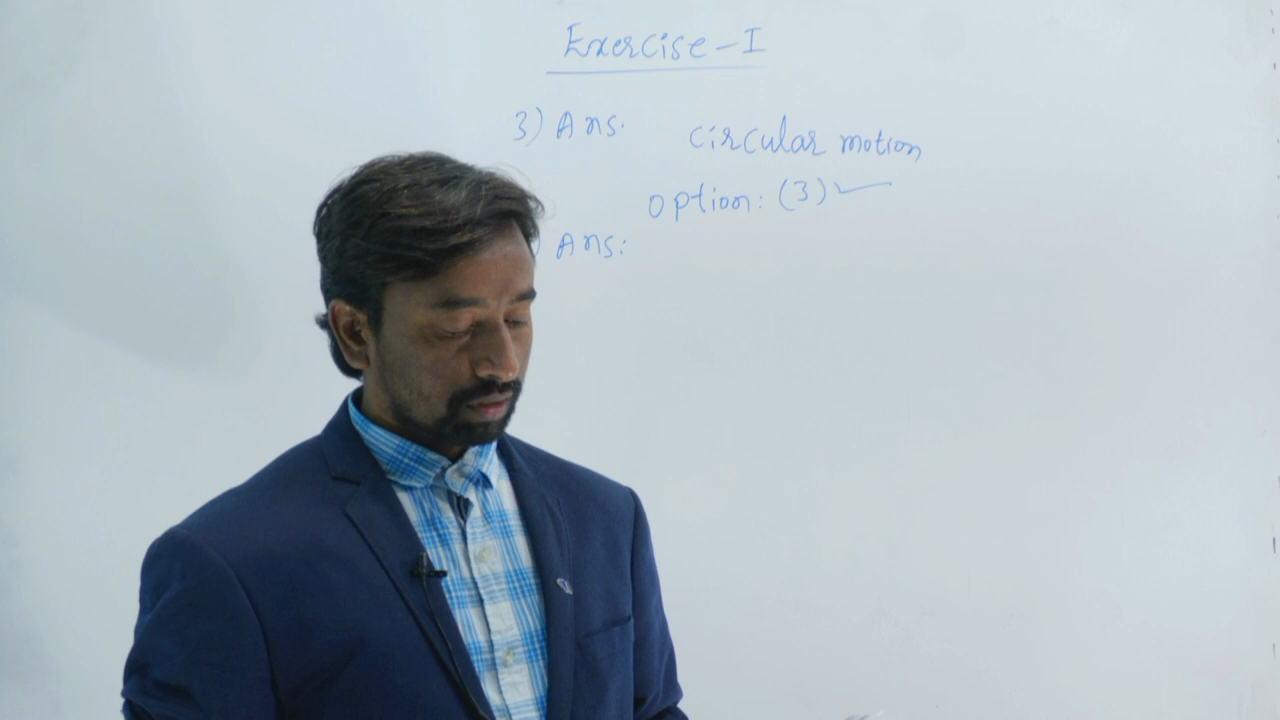 Exercise-I
3) Ans. circular motion
option: (3)
) Ans: